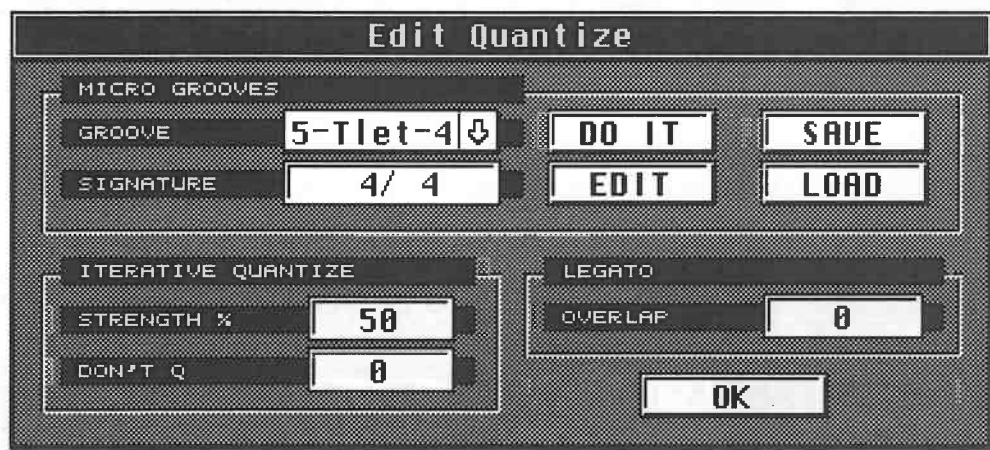 Edit Quantize
MICRO GROOVES
GROOVE 5-Tlet-4 DO IT SAVE
SIGNATURE 4/ 4 EDIT LOAD
ITERATIVE QUANTIZE
STRENGTH % 50
DON'T Q 0
LEGATO
OVERLAP 0
OK